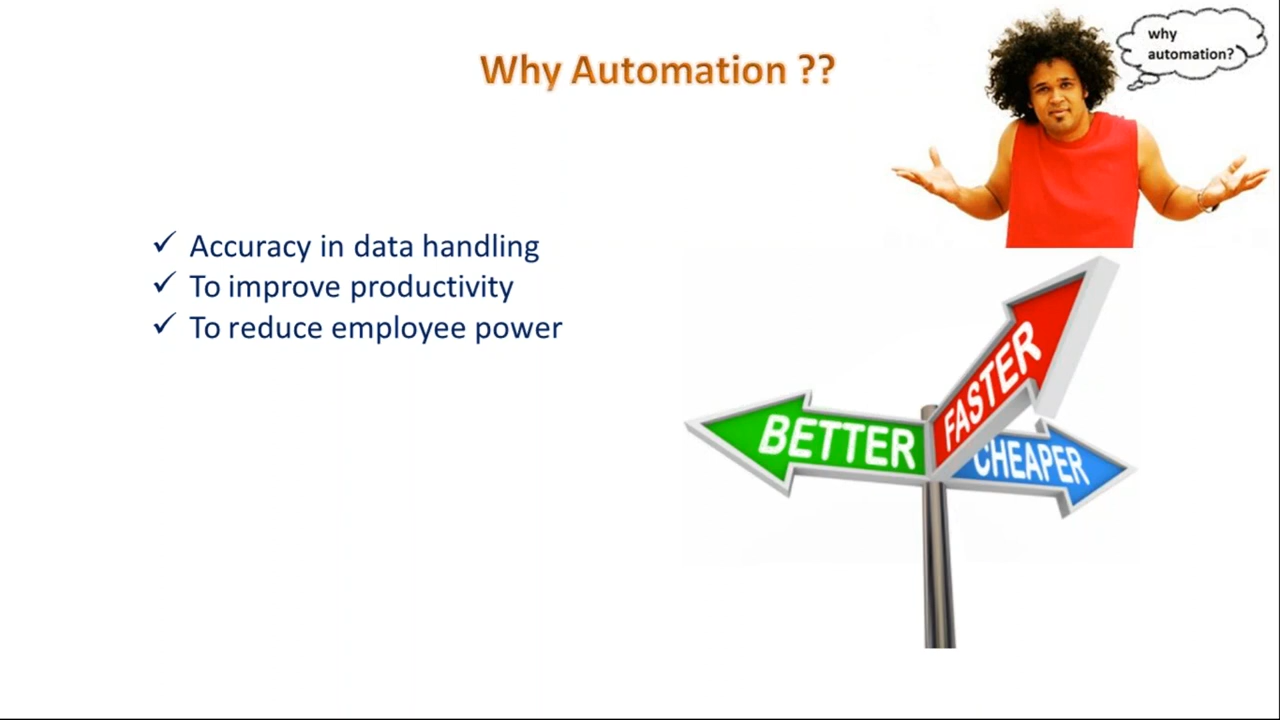 Why Automation ??
why
automation?
✓ Accuracy in data handling
✓ To improve productivity
✓ To reduce employee power
BETTER
FASTER
CHEAPER